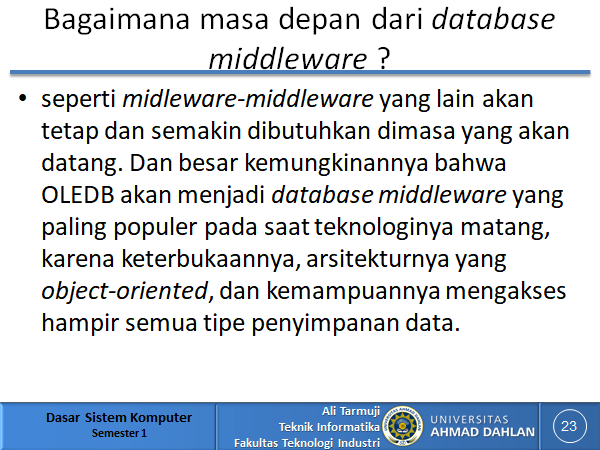 Bagaimana masa depan dari database
middleware ?
• seperti midleware-middleware yang lain akan
tetap dan semakin dibutuhkan dimasa yang akan
datang. Dan besar kemungkinannya bahwa
OLEDB akan menjadi database middleware yang
paling populer pada saat teknologinya matang,
karena keterbukaannya, arsitekturnya yang
object-oriented, dan kemampuannya mengakses
hampir semua tipe penyimpanan data.
Dasar Sistem Komputer
Semester 1
Ali Tarmuji
Teknik Informatika
Fakultas Teknologi Industri
UNIVERSITAS
AHMAD DAHLAN
23